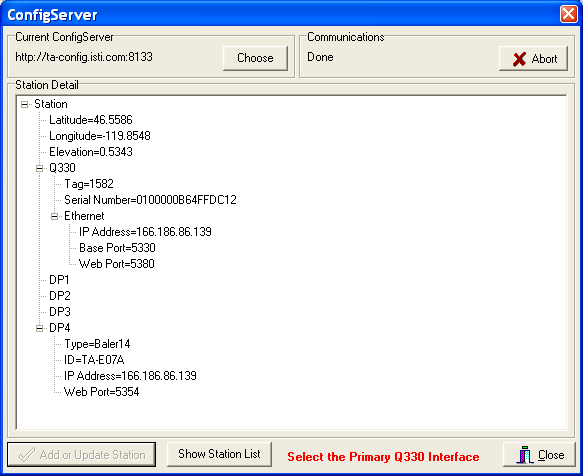 ConfigServer
Current ConfigServer
http://ta-config.isti.com:8133
Choose
Communications
Done
Abort
Station Detail
Station
Latitude=46.5586
Longitude=-119.8548
Elevation=0.5343
Q330
Tag=1582
Serial Number=0100000B64FFDC12
Ethernet
IP Address=166.186.86.139
Base Port=5330
Web Port=5380
DP1
DP2
DP3
DP4
Type=Baler14
ID=TA-E07A
IP Address=166.186.86.139
Web Port=5354
Add or Update Station
Show Station List
Select the Primary Q330 Interface
Close